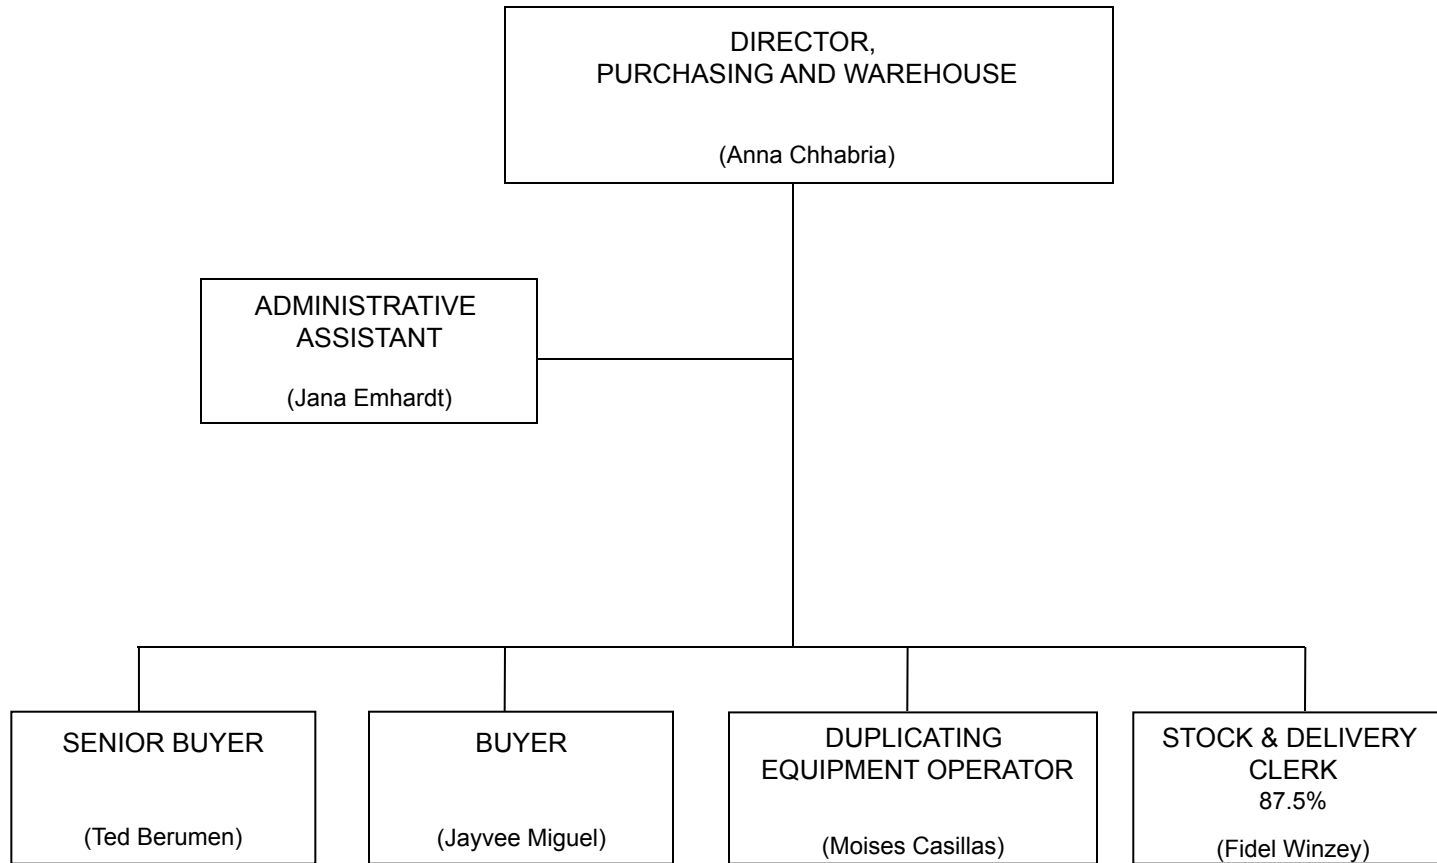 DIRECTOR,
PURCHASING AND WAREHOUSE
(Anna Chhabria)
ADMINISTRATIVE
ASSISTANT
(Jana Emhardt)
SENIOR BUYER
(Ted Berumen)
BUYER
(Jayvee Miguel)
DUPLICATING
EQUIPMENT OPERATOR
(Moises Casillas)
STOCK & DELIVERY
CLERK
87.5%
(Fidel Winzey)